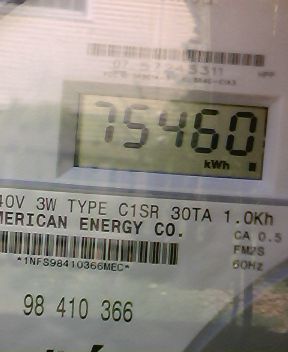 75460
kWh
40V 3W TYPE C1SR 30TA 1.0Kh
MERICAN ENERGY CO.
CA 0.5
FM2S
60Hz
*1NFS98410366MEC*
98 410 366